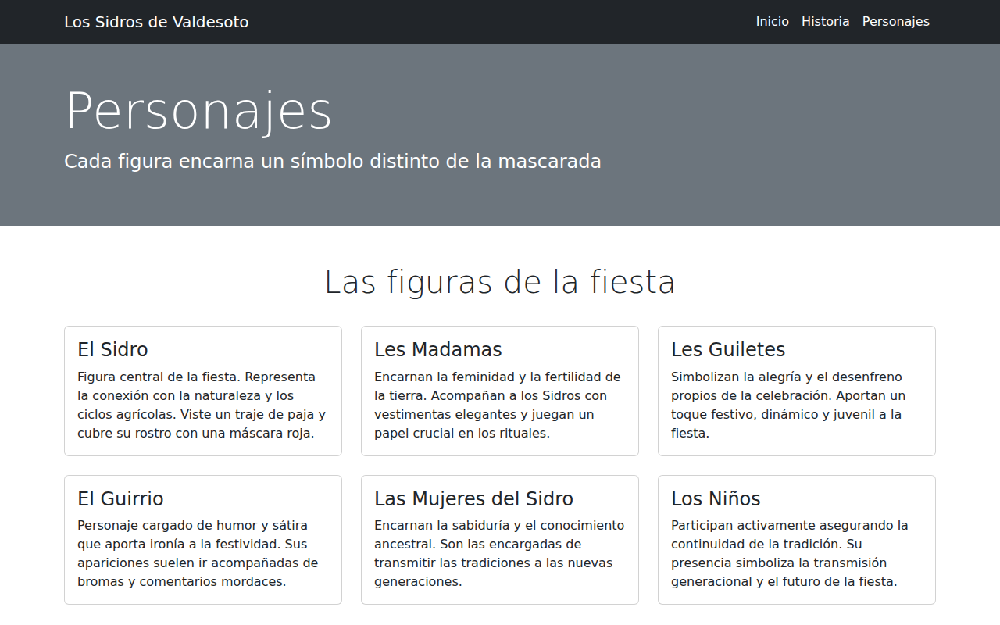 Los Sidros de Valdesoto
Inicio Historia Personajes
Personajes
Cada figura encarna un símbolo distinto de la mascarada
Las figuras de la fiesta
El Sidro
Figura central de la fiesta. Representa
la conexión con la naturaleza y los
ciclos agrícolas. Viste un traje de paja y
cubre su rostro con una máscara roja.
Les Madamas
Encarnan la feminidad y la fertilidad de
la tierra. Acompañan a los Sidros con
vestimentas elegantes y juegan un
papel crucial en los rituales.
Les Guiletes
Simbolizan la alegría y el desenfreno
propios de la celebración. Aportan un
toque festivo, dinámico y juvenil a la
fiesta.
El Guirrio
Personaje cargado de humor y sátira
que aporta ironía a la festividad. Sus
apariciones suelen ir acompañadas de
bromas y comentarios mordaces.
Las Mujeres del Sidro
Encarnan la sabiduría y el conocimiento
ancestral. Son las encargadas de
transmitir las tradiciones a las nuevas
generaciones.
Los Niños
Participan activamente asegurando la
continuidad de la tradición. Su
presencia simboliza la transmisión
generacional y el futuro de la fiesta.